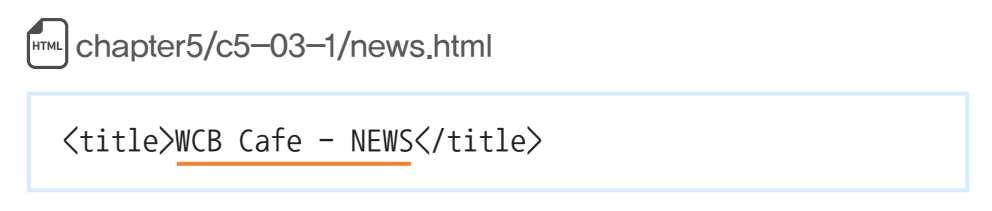 HTML chapter5/c5-03-1/news.html
<title>WCB Cafe - NEWS</title>